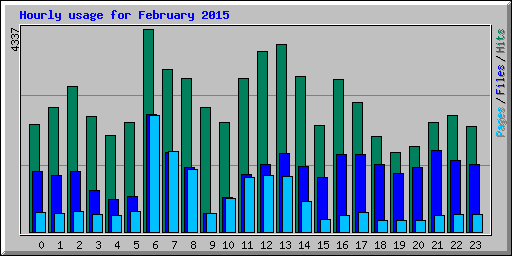 Hourly usage for February 2015
4337
Pages / Files / Hits
0 1 2 3 4 5 6 7 8 9 10 11 12 13 14 15 16 17 18 19 20 21 22 23